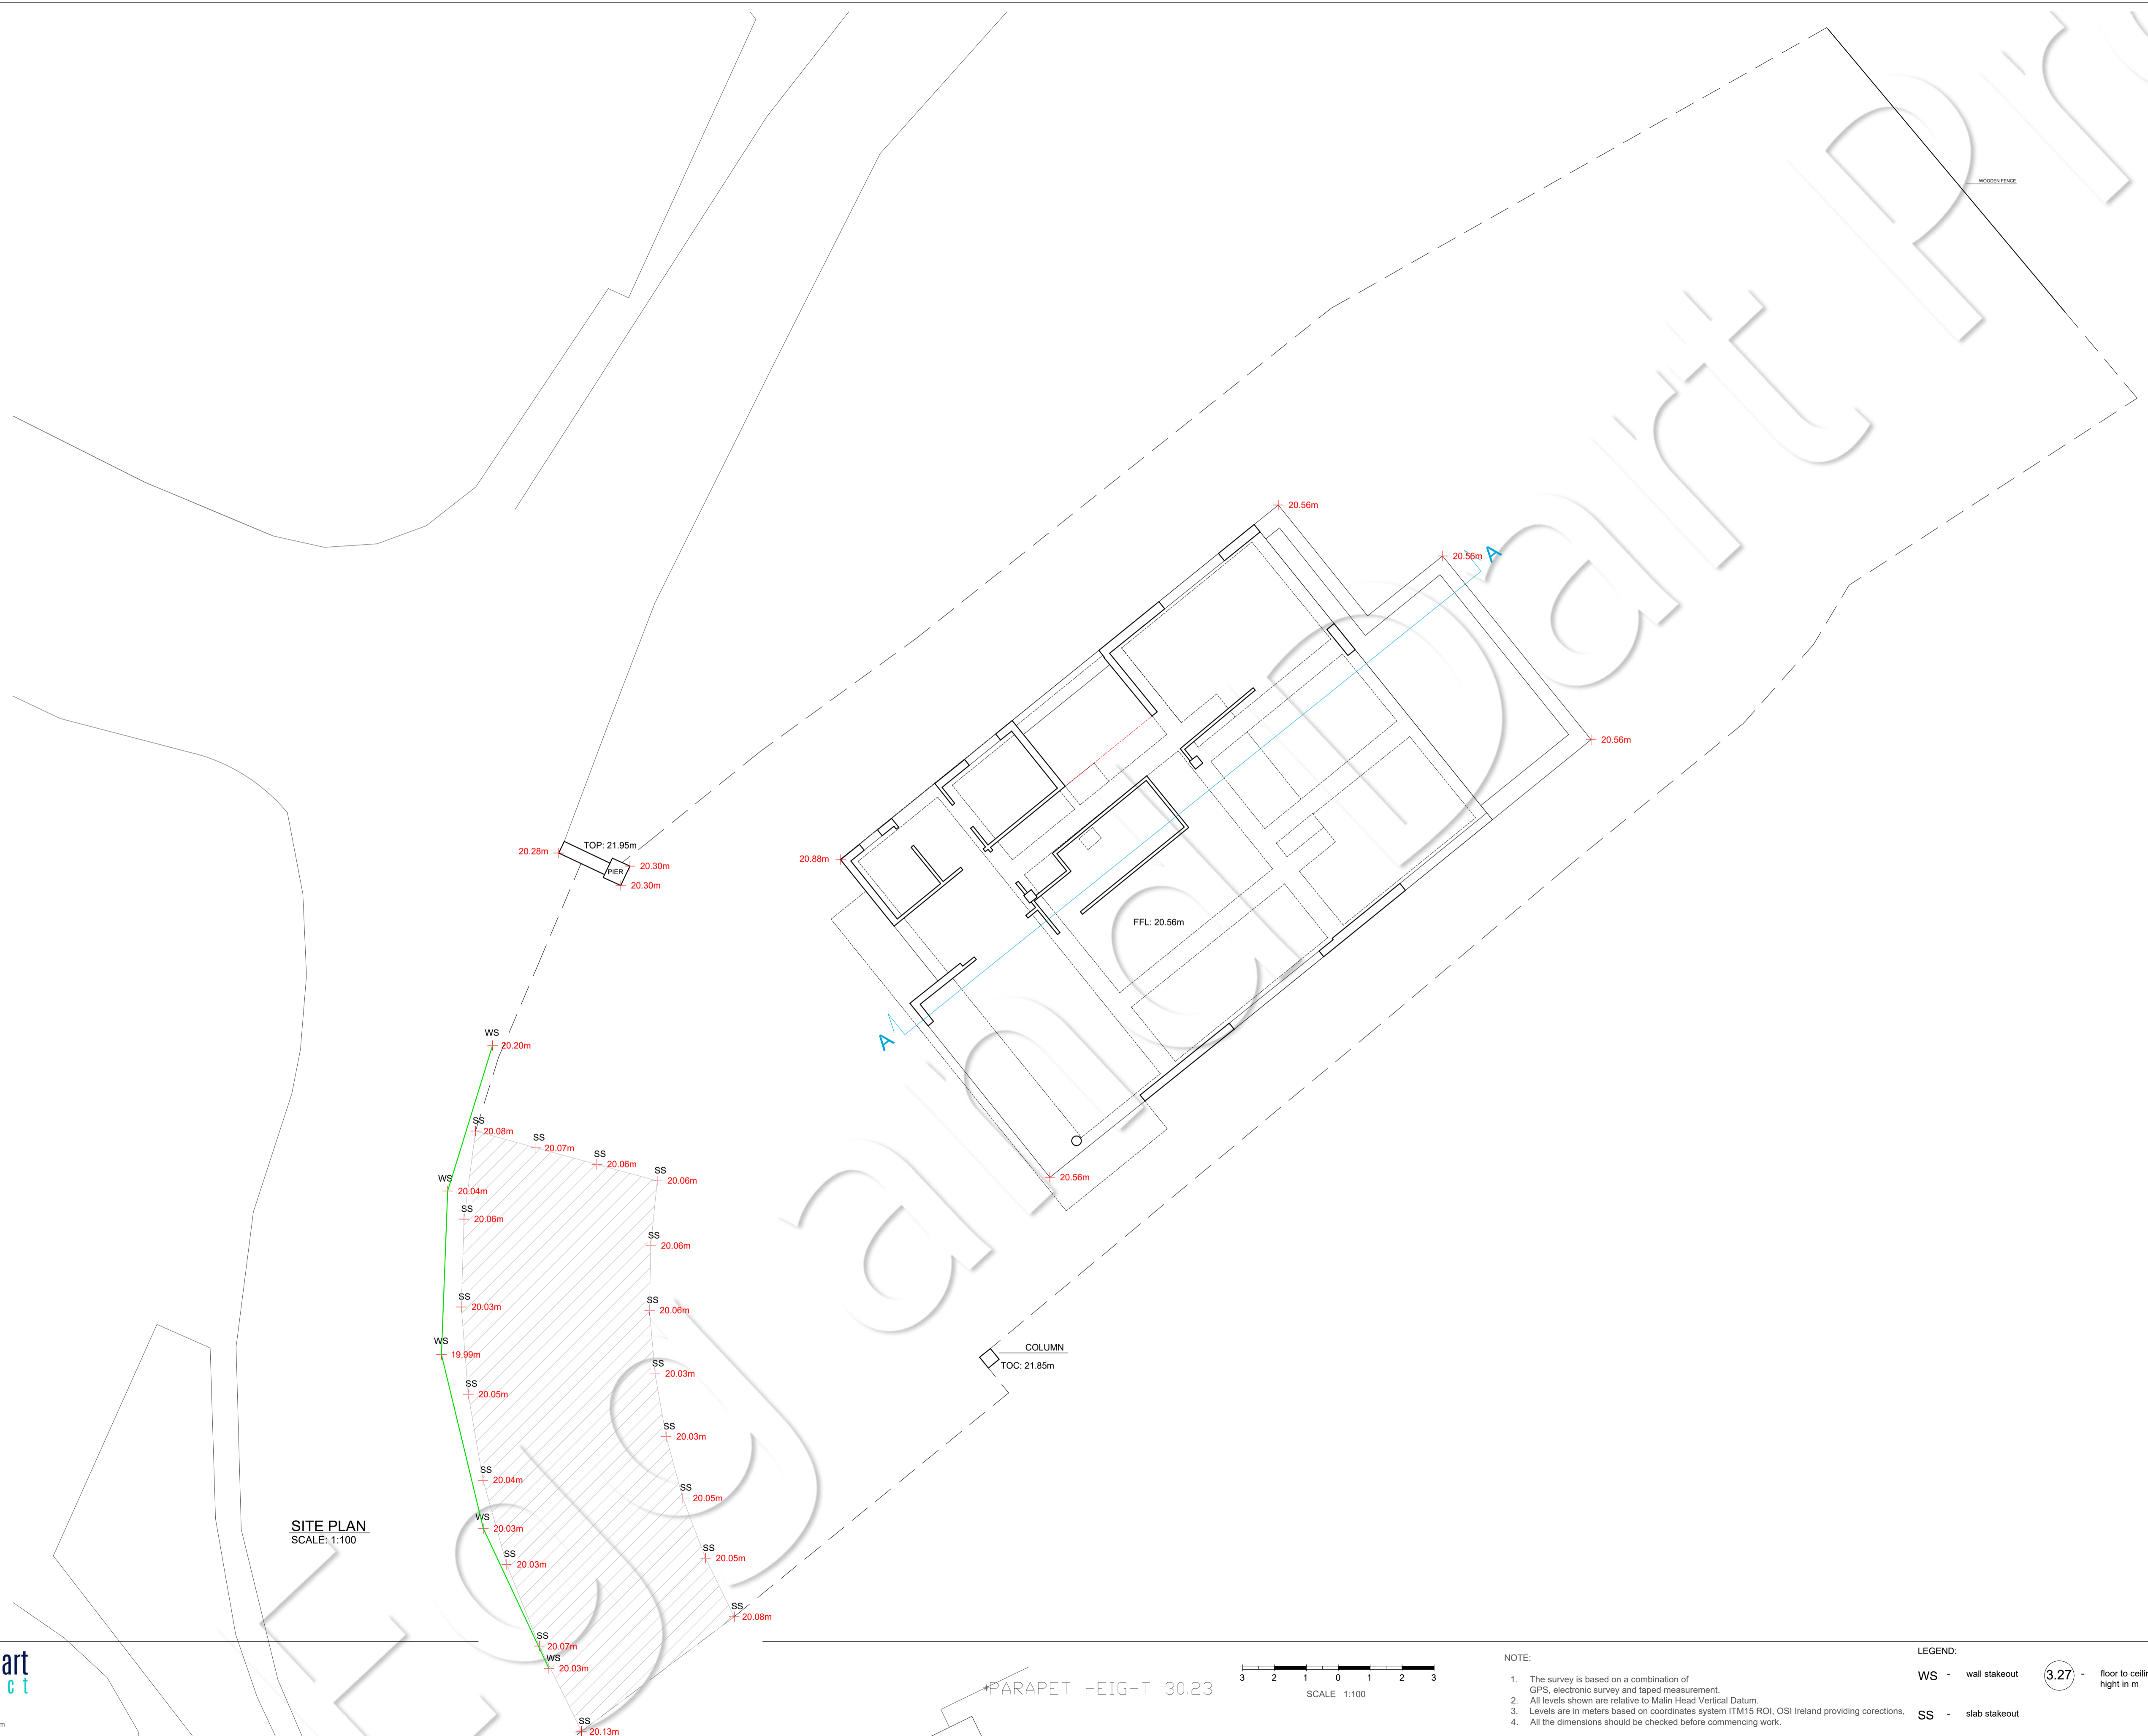 WOODEN FENCE
20.56m
20.56m
A
20.56m
TOP: 21.95m
20.28m
PIER
20.30m
20.30m
20.88m
FFL: 20.56m
A
WS
20.20m
SS
20.08m
SS
20.07m
SS
20.06m
SS
20.06m
20.56m
WS
20.04m
SS
20.06m
SS
20.06m
SS
20.03m
SS
20.06m
WS
19.99m
COLUMN
TOC: 21.85m
SS
20.03m
SS
20.05m
SS
20.03m
SS
20.04m
SS
20.05m
WS
20.03m
SITE PLAN
SCALE: 1:100
SS
20.03m
SS
20.05m
SS
20.08m
SS
20.07m
WS
20.03m
SS
20.13m
art
ct
m
PARAPET HEIGHT 30.23
3 2 1 0 1 2 3
SCALE 1:100
NOTE:
1. The survey is based on a combination of
GPS, electronic survey and taped measurement.
2. All levels shown are relative to Malin Head Vertical Datum.
3. Levels are in meters based on coordinates system ITM15 ROI, OSI Ireland providing corections,
4. All the dimensions should be checked before commencing work.
LEGEND:
WS - wall stakeout
3.27 - floor to ceilin
hight in m
SS - slab stakeout